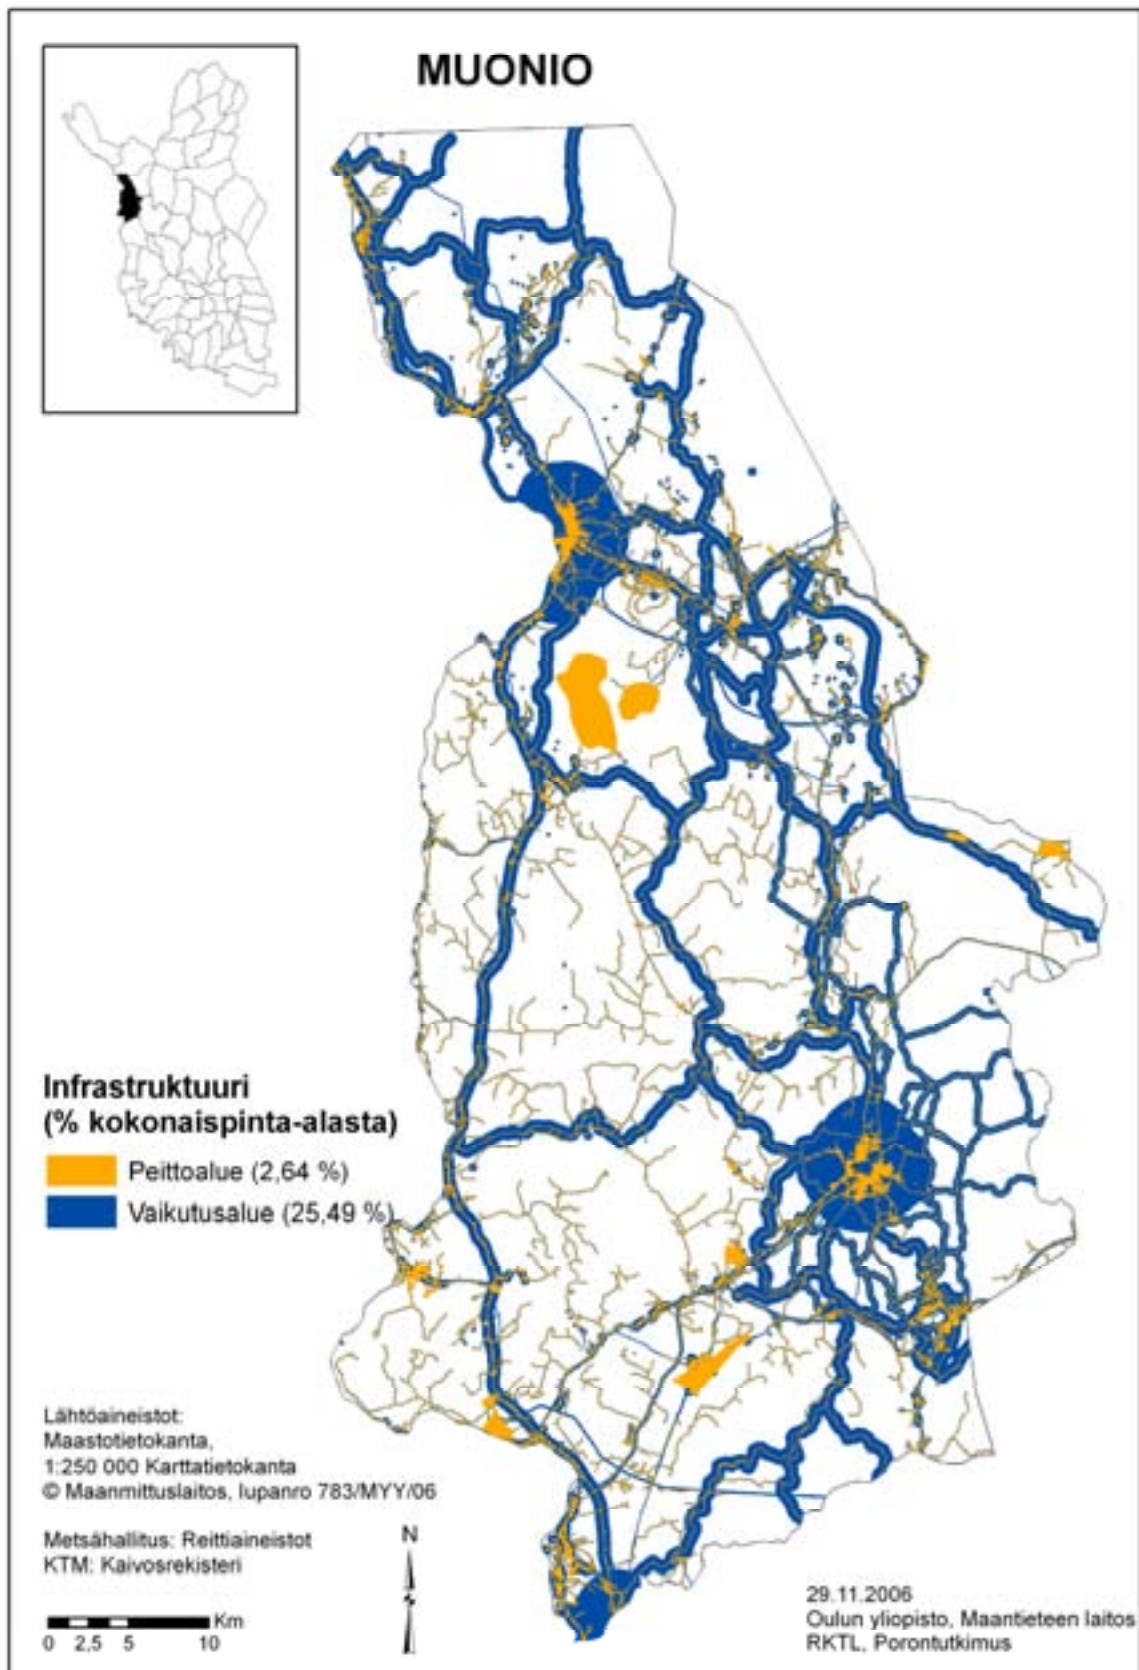 MUONIO
Infrastruktuuri
(% kokonaispinta-alasta)
Peittoalue (2,64 %)
Vaikutusalue (25,49 %)
Lähtöaineistot:
Maastotietokanta,
1:250 000 Karttatietokanta
© Maanmittuslaitos, lupanro 783/MYY/06
Metsähallitus: Reittiaineistot
KTM: Kaivosrekisteri
N
Km
0 2,5 5 10
29.11.2006
Oulun yliopisto, Maantieteen laitos
RKTL, Porontutkimus